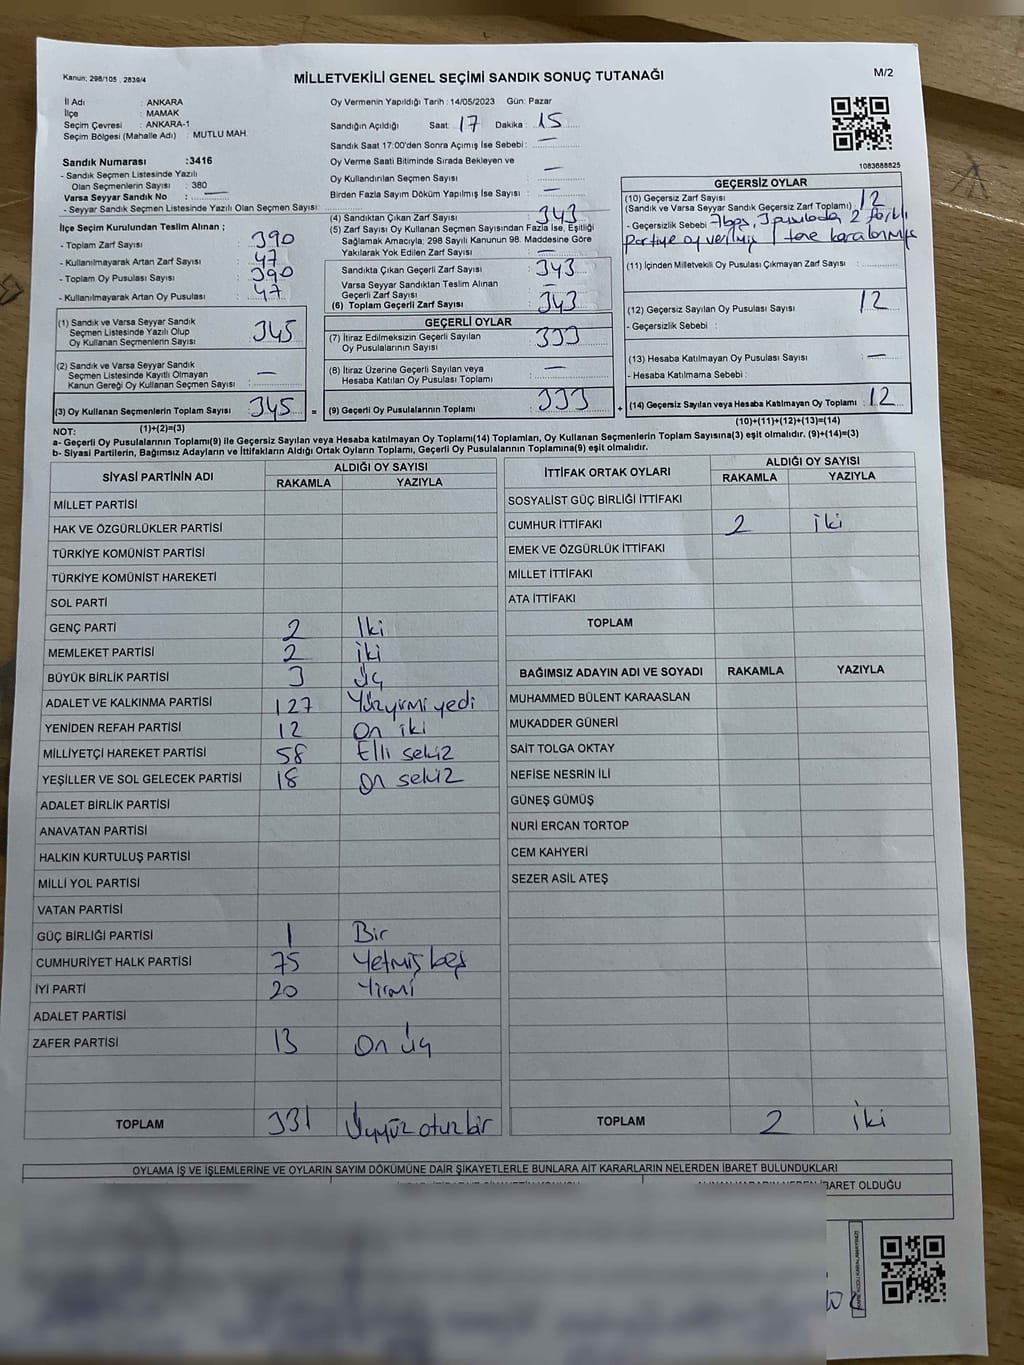 Kanun; 298/105 , 2839/4
MİLLETVEKİLİ GENEL SEÇİMİ SANDIK SONUÇ TUTANAĞI
M/2
İl Adı : ANKARA
İlçe : MAMAK
Seçim Çevresi : ANKARA-1
Seçim Bölgesi (Mahalle Adı) : MUTLU MAH.
Sandık Numarası :3416
- Sandık Seçmen Listesinde Yazılı
Olan Seçmenlerin Sayısı : 380
Varsa Seyyar Sandık No : —
- Seyyar Sandık Seçmen Listesinde Yazılı Olan Seçmen Sayısı:
İlçe Seçim Kurulundan Teslim Alınan ;
- Toplam Zarf Sayısı : 390
- Kullanılmayarak Artan Zarf Sayısı : 47
- Toplam Oy Pusulası Sayısı : 390
- Kullanılmayarak Artan Oy Pusulası : 47
(1) Sandık ve Varsa Seyyar Sandık
Seçmen Listesinde Yazılı Olup
Oy Kullanan Seçmenlerin Sayısı : 345
(2) Sandık ve Varsa Seyyar Sandık
Seçmen Listesinde Kayıtlı Olmayan
Kanun Gereği Oy Kullanan Seçmen Sayısı : —
(3) Oy Kullanan Seçmenlerin Toplam Sayısı : 345
(1)+(2)=(3)
Oy Vermenin Yapıldığı Tarih : 14/05/2023 Gün: Pazar
Sandığın Açıldığı Saat: 17 Dakika : 15
Sandık Saat 17:00'den Sonra Açılmış İse Sebebi : —
Oy Verme Saati Bitiminde Sırada Bekleyen ve
Oy Kullandırılan Seçmen Sayısı : —
Birden Fazla Sayım Döküm Yapılmış İse Sayısı : —
(4) Sandıktan Çıkan Zarf Sayısı : 343
(5) Zarf Sayısı Oy Kullanan Seçmen Sayısından Fazla İse, Eşitliği
Sağlamak Amacıyla; 298 Sayılı Kanunun 98. Maddesine Göre
Yakılarak Yok Edilen Zarf Sayısı : —
Sandıkta Çıkan Geçerli Zarf Sayısı : 343
Varsa Seyyar Sandıktan Teslim Alınan
Geçerli Zarf Sayısı : —
(6) Toplam Geçerli Zarf Sayısı : 343
GEÇERLİ OYLAR
(7) İtiraz Edilmeksizin Geçerli Sayılan
Oy Pusulalarının Sayısı : 333
(8) İtiraz Üzerine Geçerli Sayılan veya
Hesaba Katılan Oy Pusulası Toplamı : —
= (9) Geçerli Oy Pusulalarının Toplamı : 333
1083688825
GEÇERSİZ OYLAR
(10) Geçersiz Zarf Sayısı
(Sandık ve Varsa Seyyar Sandık Geçersiz Zarf Toplamı) : 12
- Geçersizlik Sebebi : 7 boş, 3 pusulada 2 farklı
partiye oy verilmiş 1 tane karalanmış
(11) İçinden Milletvekili Oy Pusulası Çıkmayan Zarf Sayısı :
(12) Geçersiz Sayılan Oy Pusulası Sayısı : 12
- Geçersizlik Sebebi :
(13) Hesaba Katılmayan Oy Pusulası Sayısı : —
- Hesaba Katılmama Sebebi :
+ (14) Geçersiz Sayılan veya Hesaba Katılmayan Oy Toplamı : 12
(10)+(11)+(12)+(13)=(14)
NOT:
a- Geçerli Oy Pusulalarının Toplamı(9) ile Geçersiz Sayılan veya Hesaba katılmayan Oy Toplamı(14) Toplamları, Oy Kullanan Seçmenlerin Toplam Sayısına(3) eşit olmalıdır. (9)+(14)=(3)
b- Siyasi Partilerin, Bağımsız Adayların ve İttifakların Aldığı Ortak Oyların Toplamı, Geçerli Oy Pusulalarının Toplamına(9) eşit olmalıdır.
SİYASİ PARTİNİN ADI ALDIĞI OY SAYISI
RAKAMLA YAZIYLA
MİLLET PARTİSİ
HAK VE ÖZGÜRLÜKLER PARTİSİ
TÜRKİYE KOMÜNİST PARTİSİ
TÜRKİYE KOMÜNİST HAREKETİ
SOL PARTİ
GENÇ PARTİ 2 İki
MEMLEKET PARTİSİ 2 iki
BÜYÜK BİRLİK PARTİSİ 3 üç
ADALET VE KALKINMA PARTİSİ 127 Yüzyirmi yedi
YENİDEN REFAH PARTİSİ 12 On iki
MİLLİYETÇİ HAREKET PARTİSİ 58 Elli sekiz
YEŞİLLER VE SOL GELECEK PARTİSİ 18 On sekiz
ADALET BİRLİK PARTİSİ
ANAVATAN PARTİSİ
HALKIN KURTULUŞ PARTİSİ
MİLLİ YOL PARTİSİ
VATAN PARTİSİ
GÜÇ BİRLİĞİ PARTİSİ 1 Bir
CUMHURİYET HALK PARTİSİ 75 Yetmiş beş
İYİ PARTİ 20 Yirmi
ADALET PARTİSİ
ZAFER PARTİSİ 13 On üç
TOPLAM 331 Üçyüz otuz bir
İTTİFAK ORTAK OYLARI ALDIĞI OY SAYISI
RAKAMLA YAZIYLA
SOSYALİST GÜÇ BİRLİĞİ İTTİFAKI
CUMHUR İTTİFAKI 2 iki
EMEK VE ÖZGÜRLÜK İTTİFAKI
MİLLET İTTİFAKI
ATA İTTİFAKI
TOPLAM
BAĞIMSIZ ADAYIN ADI VE SOYADI RAKAMLA YAZIYLA
MUHAMMED BÜLENT KARAASLAN
MUKADDER GÜNERİ
SAİT TOLGA OKTAY
NEFİSE NESRİN İLİ
GÜNEŞ GÜMÜŞ
NURİ ERCAN TORTOP
CEM KAHYERİ
SEZER ASİL ATEŞ
TOPLAM 2 iki
OYLAMA İŞ VE İŞLEMLERİNE VE OYLARIN SAYIM DÖKÜMÜNE DAİR ŞİKAYETLERLE BUNLARA AİT KARARLARIN NELERDEN İBARET BULUNDUKLARI
İBARET OLDUĞU